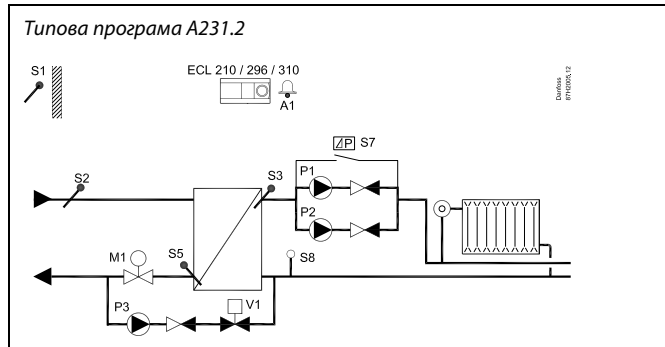 Типова програма A231.2
S1
ECL 210 / 296 / 310
A1
Danfoss
87H2005.12
P S7
S2
S3
P1
P2
M1
S5
S8
P3
V1